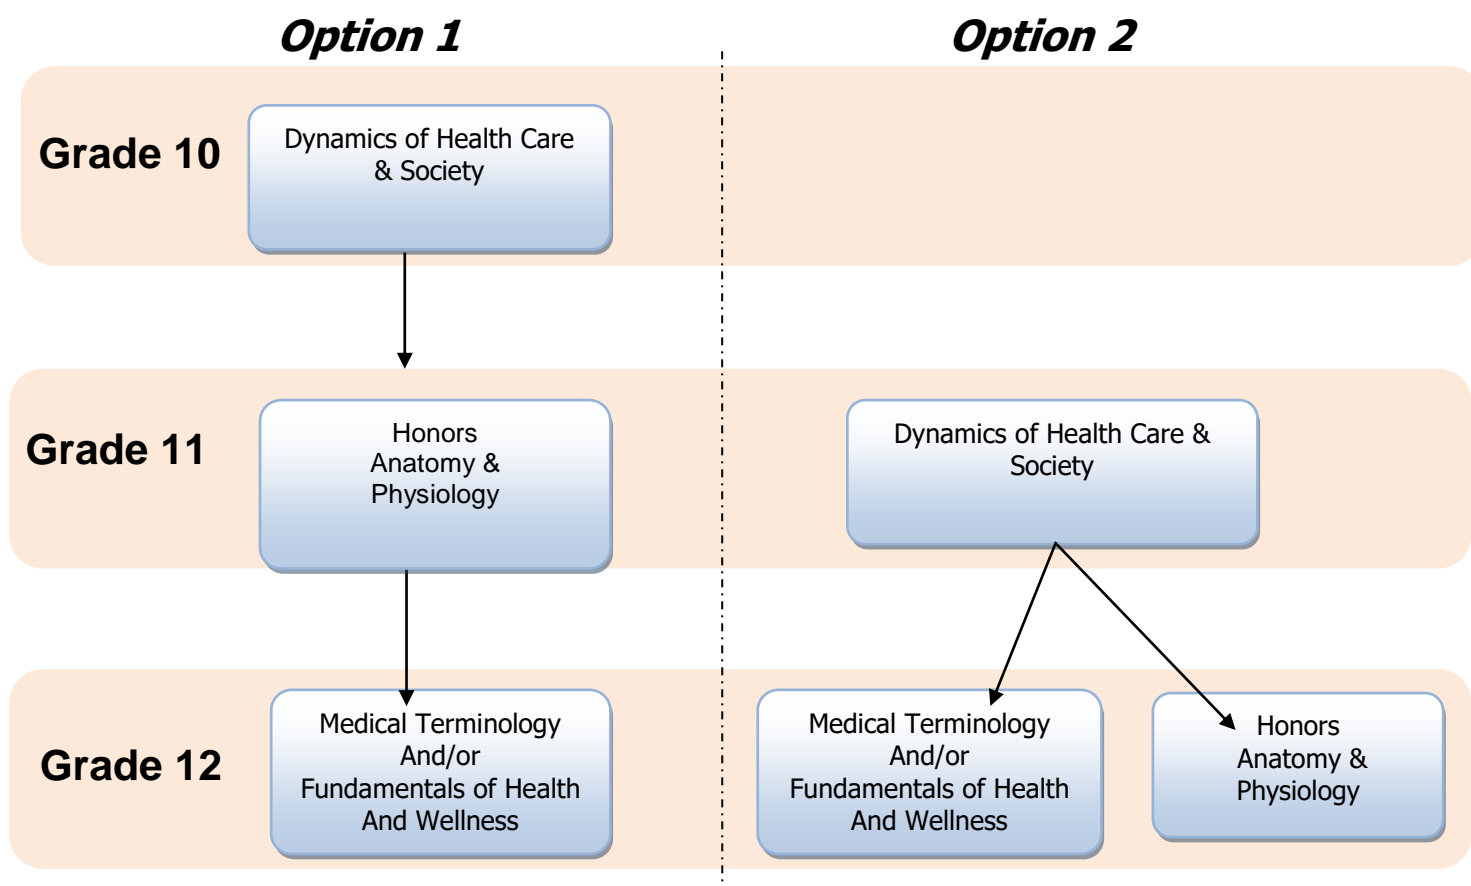 Option 1
Option 2
Grade 10
Dynamics of Health Care
& Society
Grade 11
Honors
Anatomy &
Physiology
Dynamics of Health Care &
Society
Grade 12
Medical Terminology
And/or
Fundamentals of Health
And Wellness
Medical Terminology
And/or
Fundamentals of Health
And Wellness
Honors
Anatomy &
Physiology